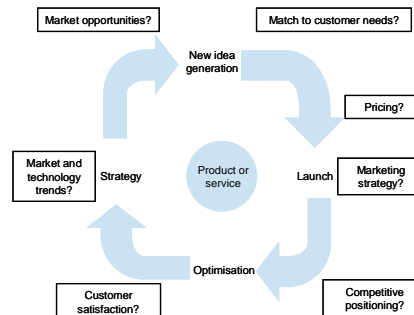 Market opportunities?
Match to customer needs?
New idea
generation
Pricing?
Market and
technology
trends?
Strategy
Product or
service
Launch
Marketing
strategy?
Optimisation
Customer
satisfaction?
Competitive
positioning?